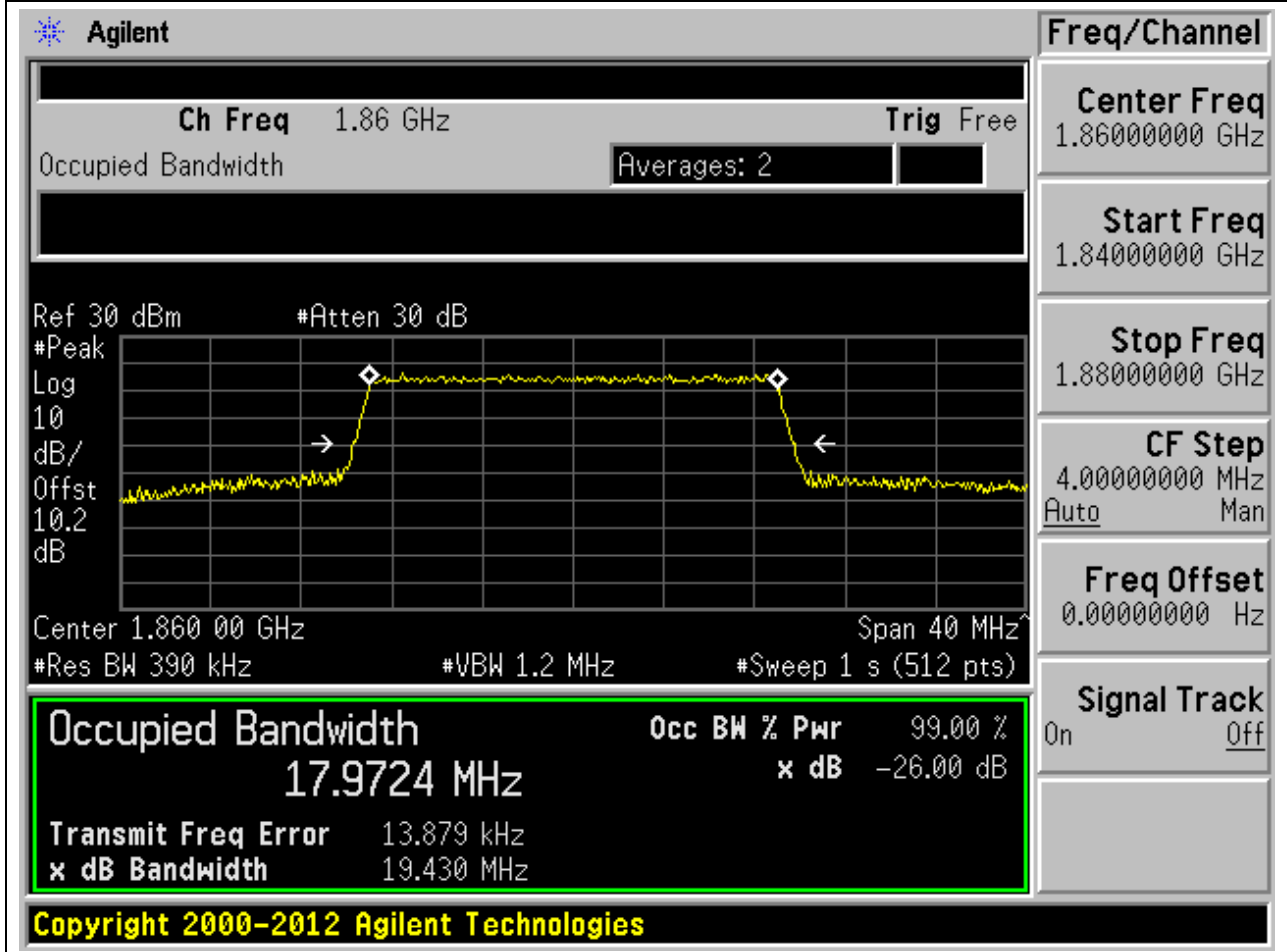 Agilent
Freq/Channel
Ch Freq 1.86 GHz Trig Free
Occupied Bandwidth Averages: 2
Center Freq
1.86000000 GHz
Start Freq
1.84000000 GHz
Stop Freq
1.88000000 GHz
CF Step
4.00000000 MHz
Auto Man
Freq Offset
0.00000000 Hz
Signal Track
On Off
Ref 30 dBm #Atten 30 dB
#Peak
Log
10
dB/
Offst
10.2
dB
Center 1.860 00 GHz Span 40 MHz^
#Res BW 390 kHz #VBW 1.2 MHz #Sweep 1 s (512 pts)
Occupied Bandwidth Occ BW % Pwr 99.00 %
17.9724 MHz x dB -26.00 dB
Transmit Freq Error 13.879 kHz
x dB Bandwidth 19.430 MHz
Copyright 2000-2012 Agilent Technologies